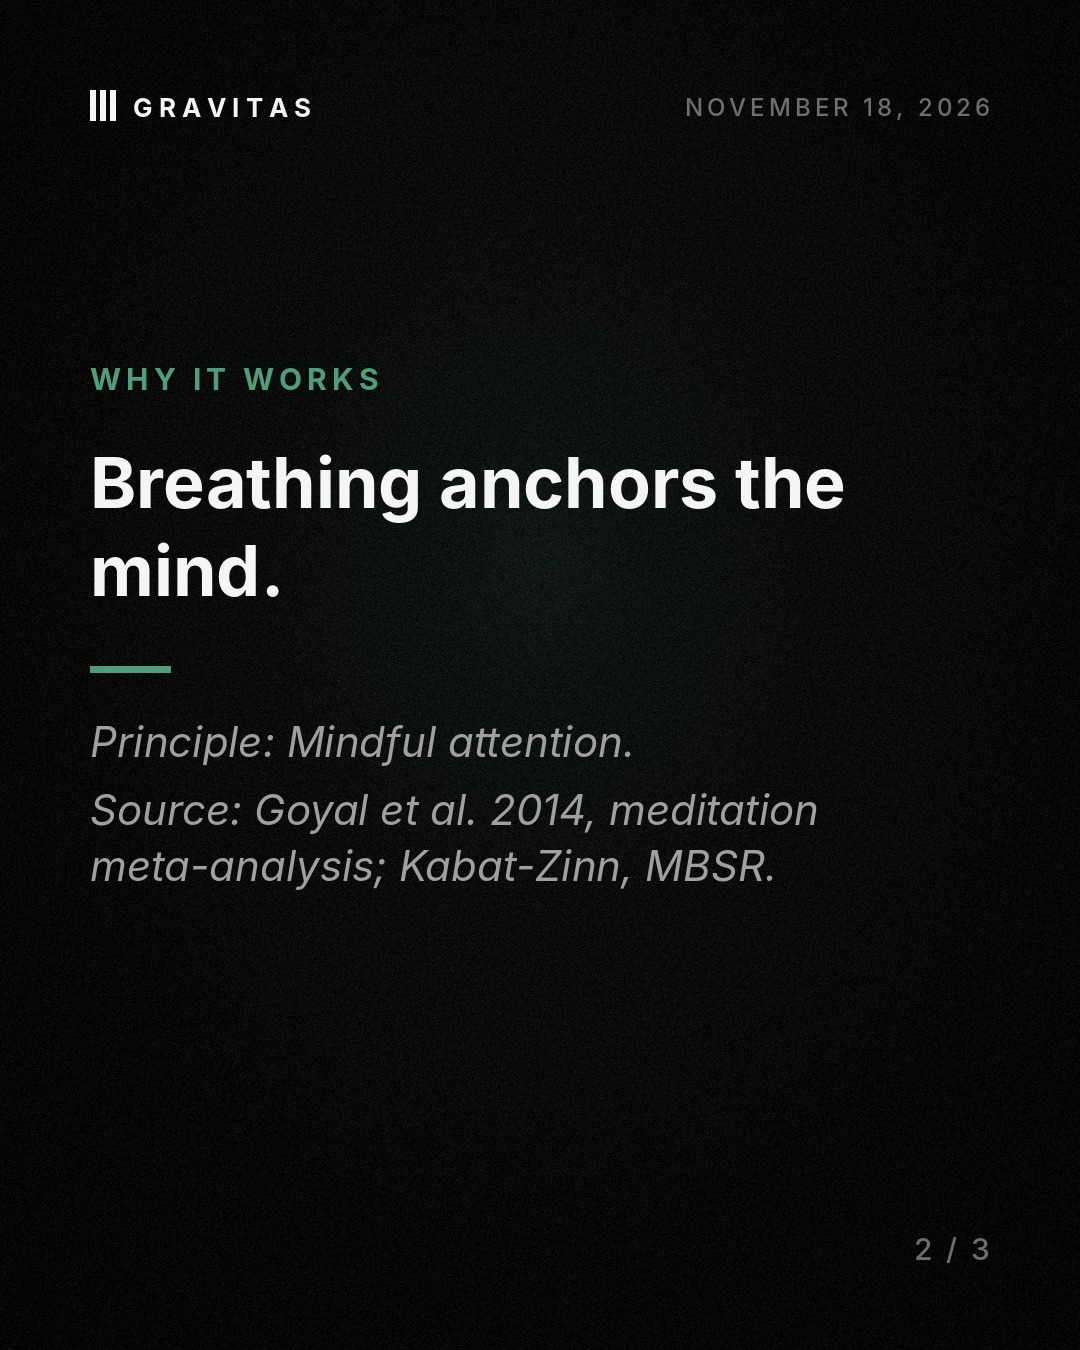 GRAVITAS
NOVEMBER 18, 2026
WHY IT WORKS
Breathing anchors the
mind.
Principle: Mindful attention.
Source: Goyal et al. 2014, meditation
meta-analysis; Kabat-Zinn, MBSR.
2 / 3